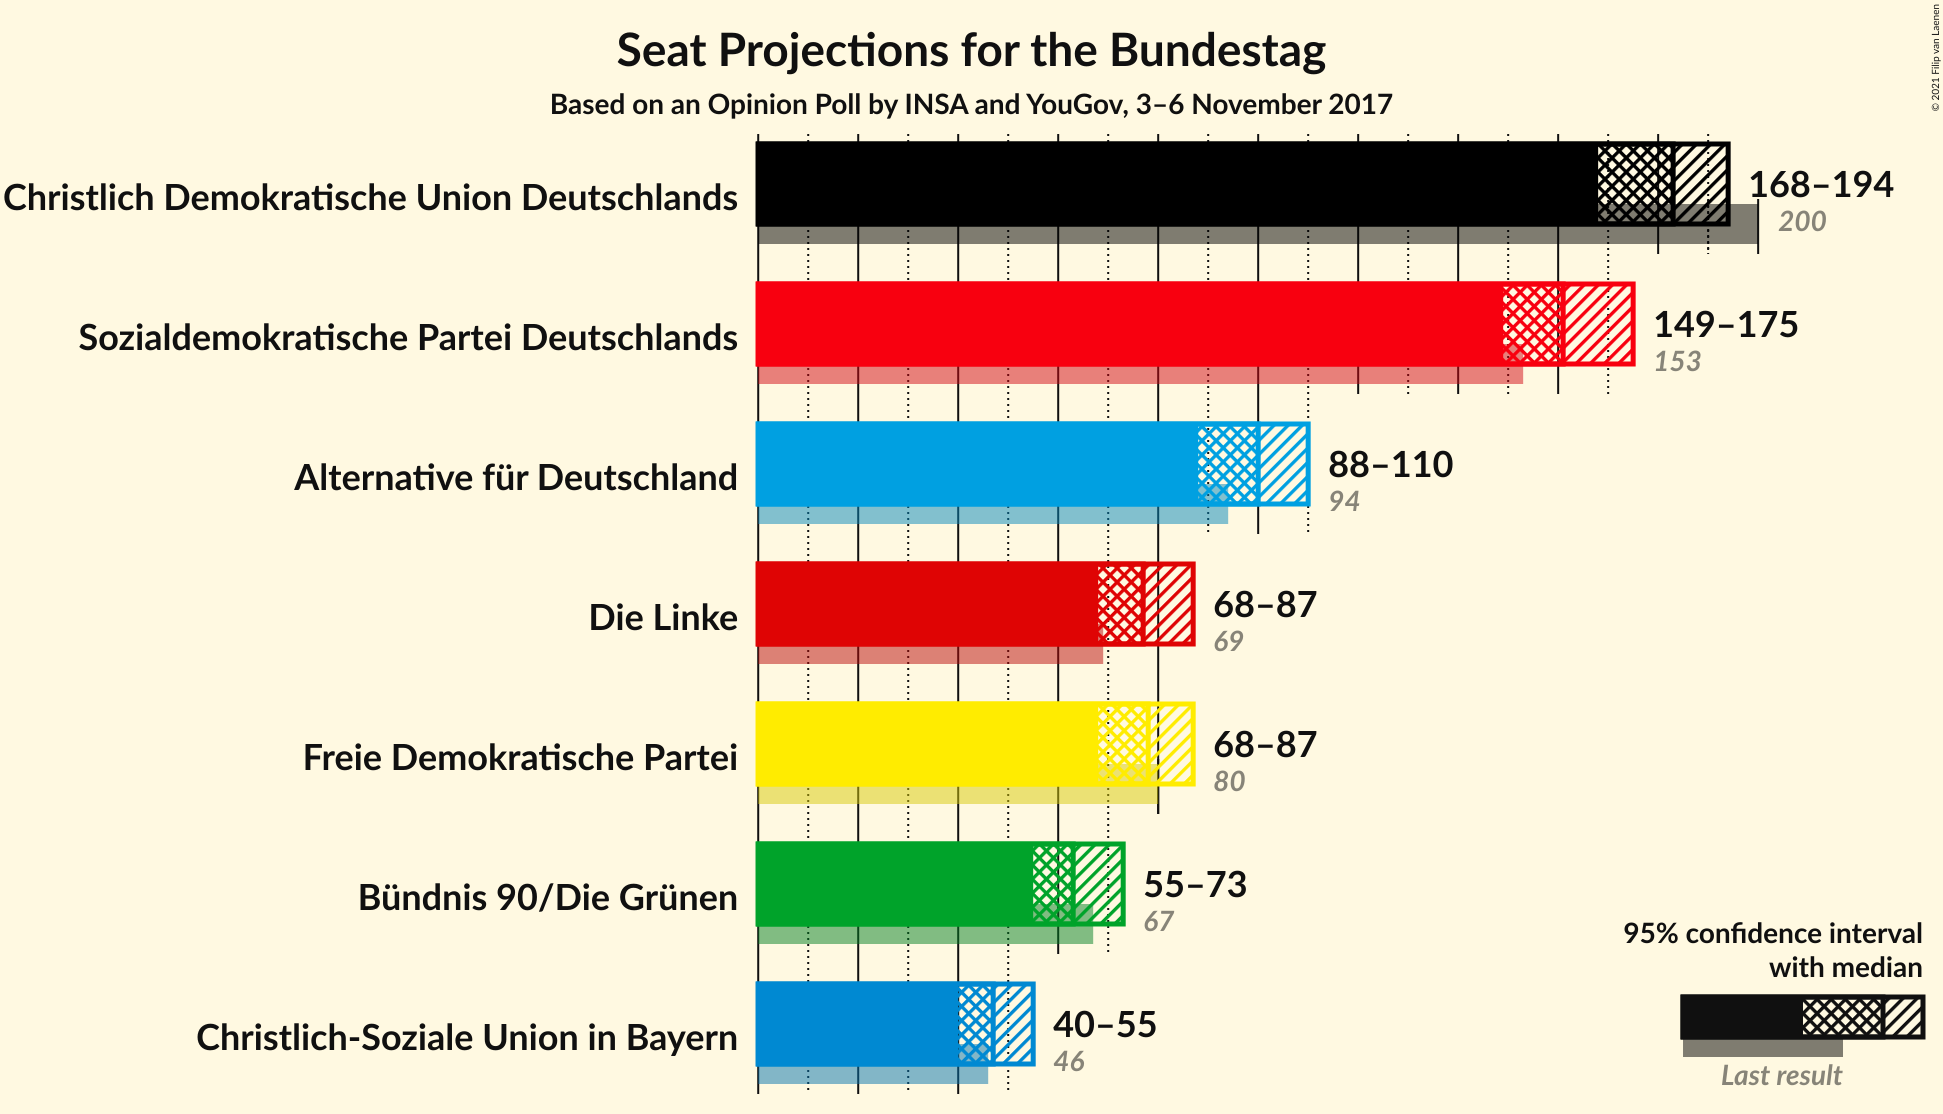 Seat Projections for the Bundestag
Based on an Opinion Poll by INSA and YouGov, 3–6 November 2017
© 2021 Filip van Laenen
Christlich Demokratische Union Deutschlands
168–194
200
Sozialdemokratische Partei Deutschlands
149–175
153
Alternative für Deutschland
88–110
94
Die Linke
68–87
69
Freie Demokratische Partei
68–87
80
Bündnis 90/Die Grünen
55–73
67
Christlich-Soziale Union in Bayern
40–55
46
95% confidence interval
with median
Last result